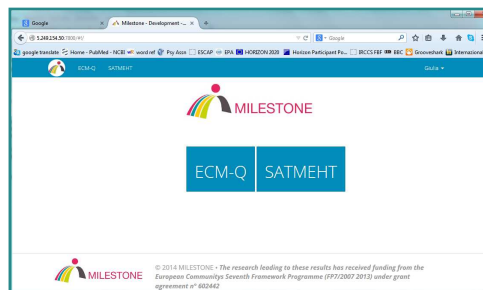 Google
Milestone - Development -...
5.249.154.50:7808/#!/
Google
google translate Home - PubMed - NCBI word ref Psy Asso ESCAP EPA HORIZON 2020 Horizon Participant Po... IRCCS FBF BBC Grooveshark Internazional
ECM-Q SATMEHT Giulia
MILESTONE
ECM-Q SATMEHT
MILESTONE
© 2014 MILESTONE • The research leading to these results has received funding from the
European Communitys Seventh Framework Programme (FP7/2007 2013) under grant
agreement n° 602442